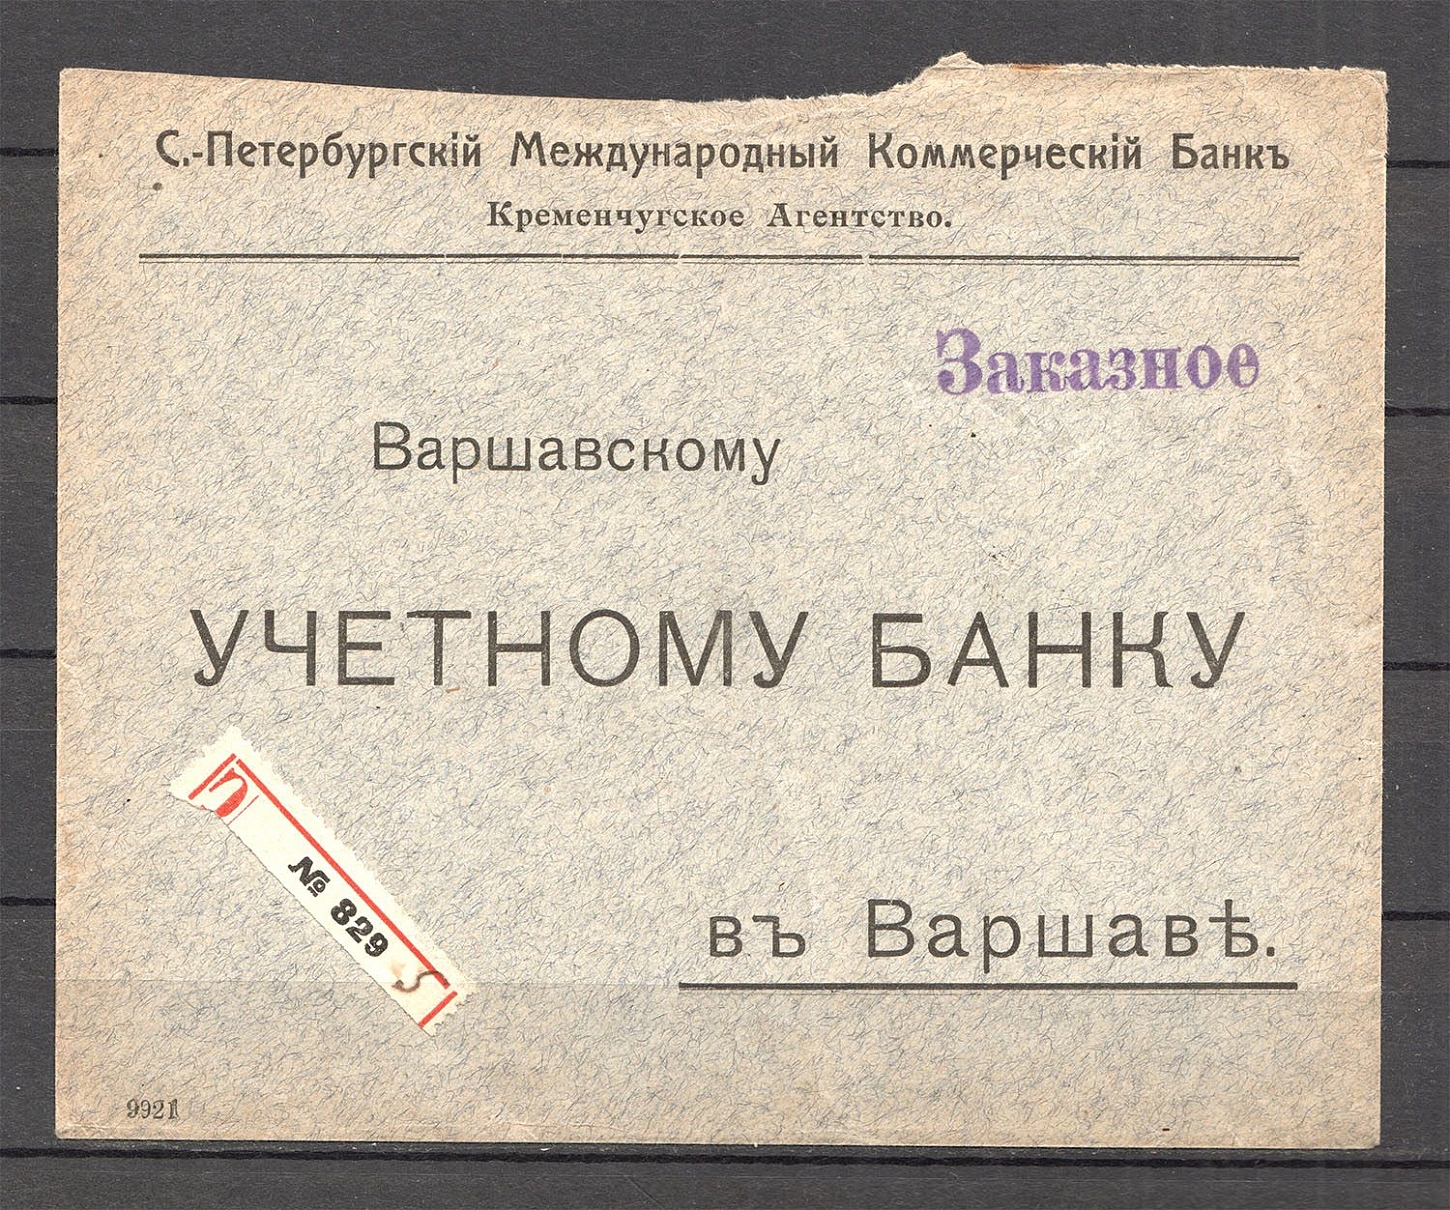 С.-Петербургскій Международный Коммерческій Банкъ
Кременчугское Агентство.
Заказное
Варшавскому
УЧЕТНОМУ БАНКУ
№ 829
въ Варшавѣ.
9921